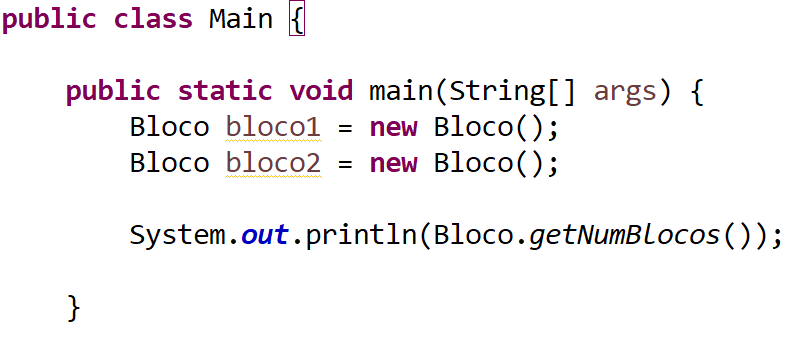 public class Main {
public static void main(String[] args) {
Bloco bloco1 = new Bloco();
Bloco bloco2 = new Bloco();
System.out.println(Bloco.getNumBlocos());
}